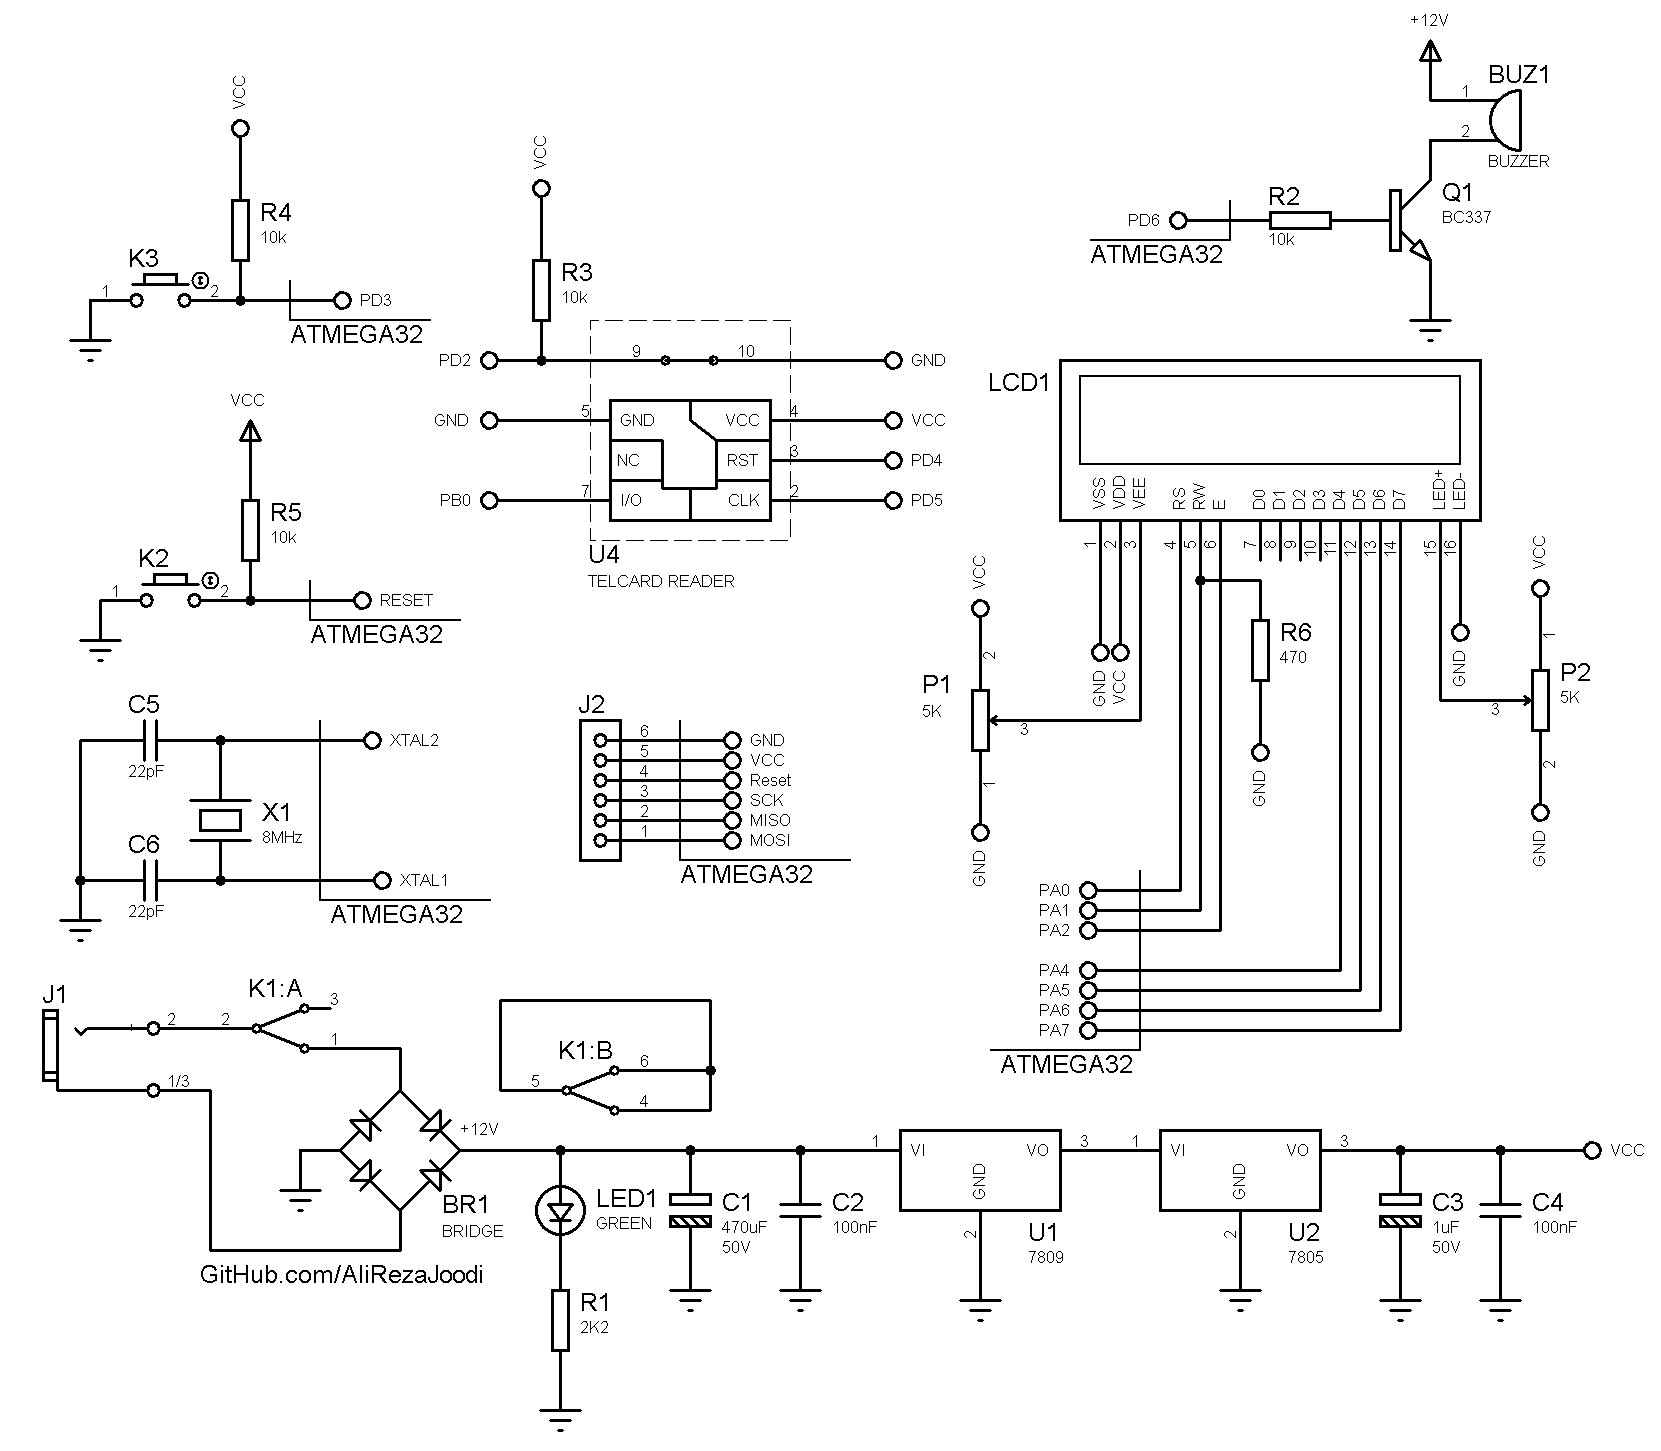 VCC
R4
10k
K3
1
2
PD3
ATMEGA32
VCC
R3
10k
PD2
9
10
GND
GND
5
GND
VCC
4
VCC
NC
RST
3
PD4
PB0
7
I/O
CLK
2
PD5
U4
TELCARD READER
+12V
BUZ1
1
2
BUZZER
Q1
BC337
PD6
R2
10k
ATMEGA32
VCC
R5
10k
K2
1
2
RESET
ATMEGA32
LCD1
VSS
VDD
VEE
RS
RW
E
D0
D1
D2
D3
D4
D5
D6
D7
LED+
LED-
1
2
3
4
5
6
7
8
9
10
11
12
13
14
15
16
VCC
2
P1
5K
3
1
GND
GND
VCC
R6
470
GND
GND
VCC
1
P2
5K
3
2
GND
C5
22pF
XTAL2
X1
8MHz
C6
22pF
XTAL1
ATMEGA32
J2
6
GND
5
VCC
4
Reset
3
SCK
2
MISO
1
MOSI
ATMEGA32
PA0
PA1
PA2
PA4
PA5
PA6
PA7
ATMEGA32
J1
+
2
1/3
K1:A
2
3
1
K1:B
5
6
4
+12V
BR1
BRIDGE
GitHub.com/AliRezaJoodi
LED1
GREEN
R1
2K2
C1
470uF
50V
C2
100nF
1
VI
VO
3
GND
2
U1
7809
1
VI
VO
3
GND
2
U2
7805
C3
1uF
50V
C4
100nF
VCC